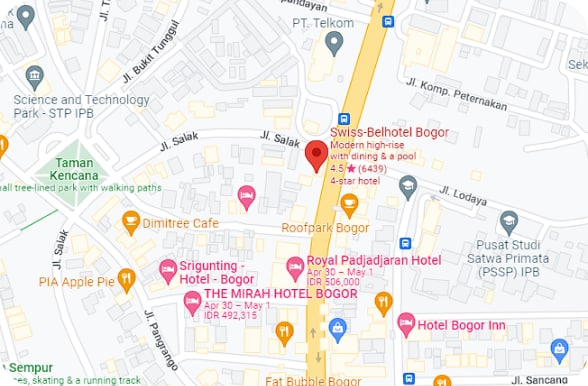 Jl. Bukit Tunggul
PT. Telkom
Science and Technology
Park - STP IPB
Jl. Komp. Peternakan
Jl. Salak
Jl. Salak
Swiss-Belhotel Bogor
Modern high-rise
with dining & a pool
4.5★ (6439)
4-star hotel
Taman
Kencana
all tree-lined park with walking paths
Jl. Lodaya
Dimitree Cafe
Roofpark Bogor
Jl. Salak
Pusat Studi
Satwa Primata
(PSSP) IPB
Royal Padjadjaran Hotel
Apr 30 – May 1
IDR 506,000
Srigunting -
Hotel - Bogor
PIA Apple Pie
THE MIRAH HOTEL BOGOR
Apr 30 – May 1
IDR 492,315
Jl. Pangrango
Hotel Bogor Inn
Sempur
es, skating & a running track
Fat Bubble Bogor
Jl. Sancang